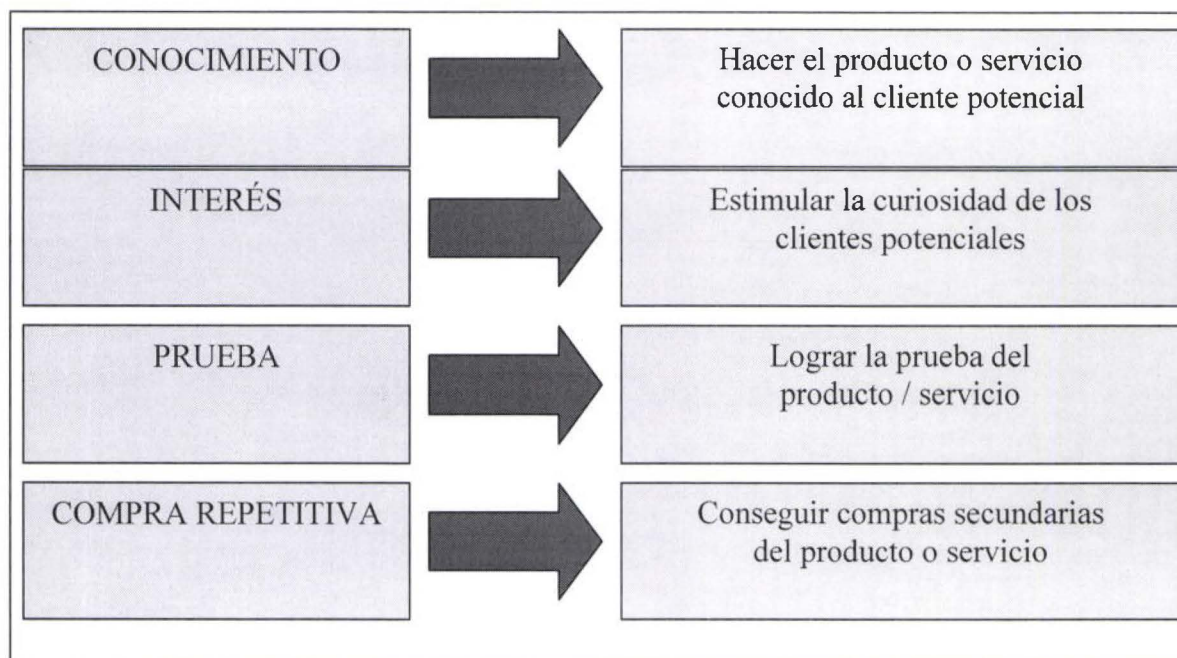 CONOCIMIENTO
Hacer el producto o servicio
conocido al cliente potencial
INTERÉS
Estimular la curiosidad de los
clientes potenciales
PRUEBA
Lograr la prueba del
producto / servicio
COMPRA REPETITIVA
Conseguir compras secundarias
del producto o servicio